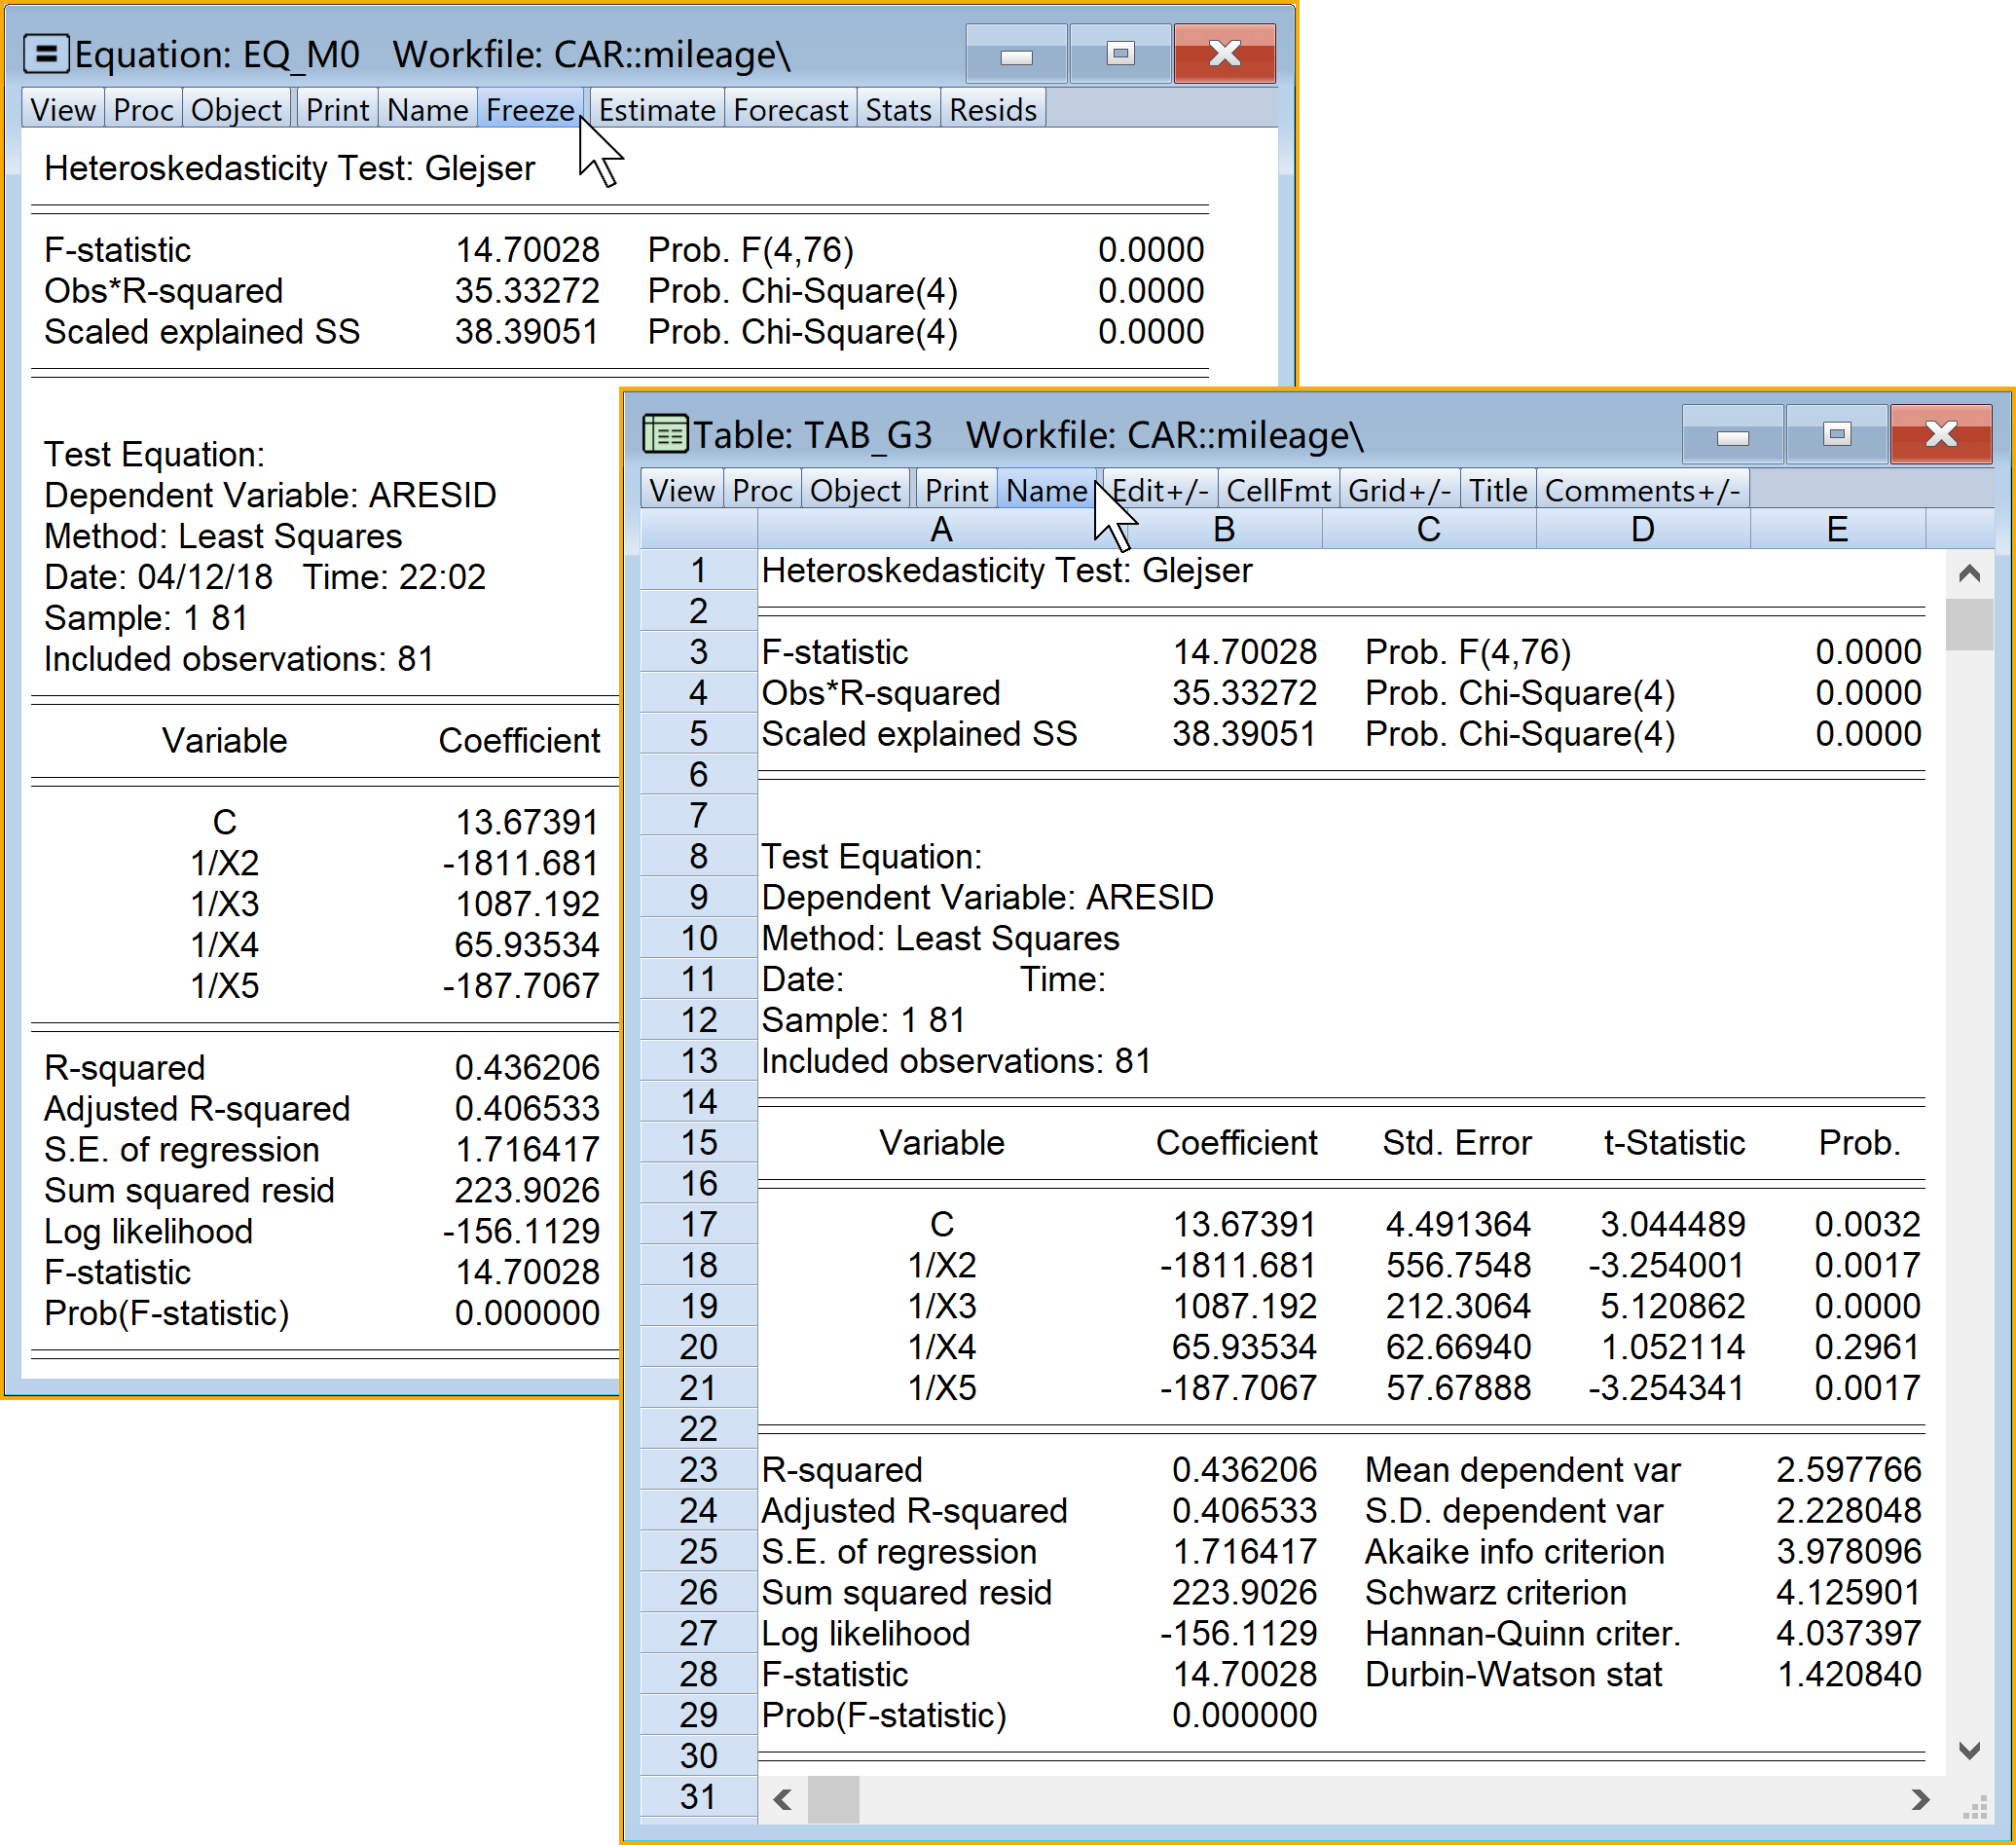 Equation: EQ_M0 Workfile: CAR::mileage\
View Proc Object Print Name Freeze Estimate Forecast Stats Resids
Heteroskedasticity Test: Glejser
F-statistic 14.70028 Prob. F(4,76) 0.0000
Obs*R-squared 35.33272 Prob. Chi-Square(4) 0.0000
Scaled explained SS 38.39051 Prob. Chi-Square(4) 0.0000
Test Equation:
Dependent Variable: ARESID
Method: Least Squares
Date: 04/12/18 Time: 22:02
Sample: 1 81
Included observations: 81
Variable Coefficient
C 13.67391
1/X2 -1811.681
1/X3 1087.192
1/X4 65.93534
1/X5 -187.7067
R-squared 0.436206
Adjusted R-squared 0.406533
S.E. of regression 1.716417
Sum squared resid 223.9026
Log likelihood -156.1129
F-statistic 14.70028
Prob(F-statistic) 0.000000
Table: TAB_G3 Workfile: CAR::mileage\
View Proc Object Print Name Edit+/- CellFmt Grid+/- Title Comments+/-
A B C D E
1 Heteroskedasticity Test: Glejser
2
3 F-statistic 14.70028 Prob. F(4,76) 0.0000
4 Obs*R-squared 35.33272 Prob. Chi-Square(4) 0.0000
5 Scaled explained SS 38.39051 Prob. Chi-Square(4) 0.0000
6
7
8 Test Equation:
9 Dependent Variable: ARESID
10 Method: Least Squares
11 Date: Time:
12 Sample: 1 81
13 Included observations: 81
14
15 Variable Coefficient Std. Error t-Statistic Prob.
16
17 C 13.67391 4.491364 3.044489 0.0032
18 1/X2 -1811.681 556.7548 -3.254001 0.0017
19 1/X3 1087.192 212.3064 5.120862 0.0000
20 1/X4 65.93534 62.66940 1.052114 0.2961
21 1/X5 -187.7067 57.67888 -3.254341 0.0017
22
23 R-squared 0.436206 Mean dependent var 2.597766
24 Adjusted R-squared 0.406533 S.D. dependent var 2.228048
25 S.E. of regression 1.716417 Akaike info criterion 3.978096
26 Sum squared resid 223.9026 Schwarz criterion 4.125901
27 Log likelihood -156.1129 Hannan-Quinn criter. 4.037397
28 F-statistic 14.70028 Durbin-Watson stat 1.420840
29 Prob(F-statistic) 0.000000
30
31